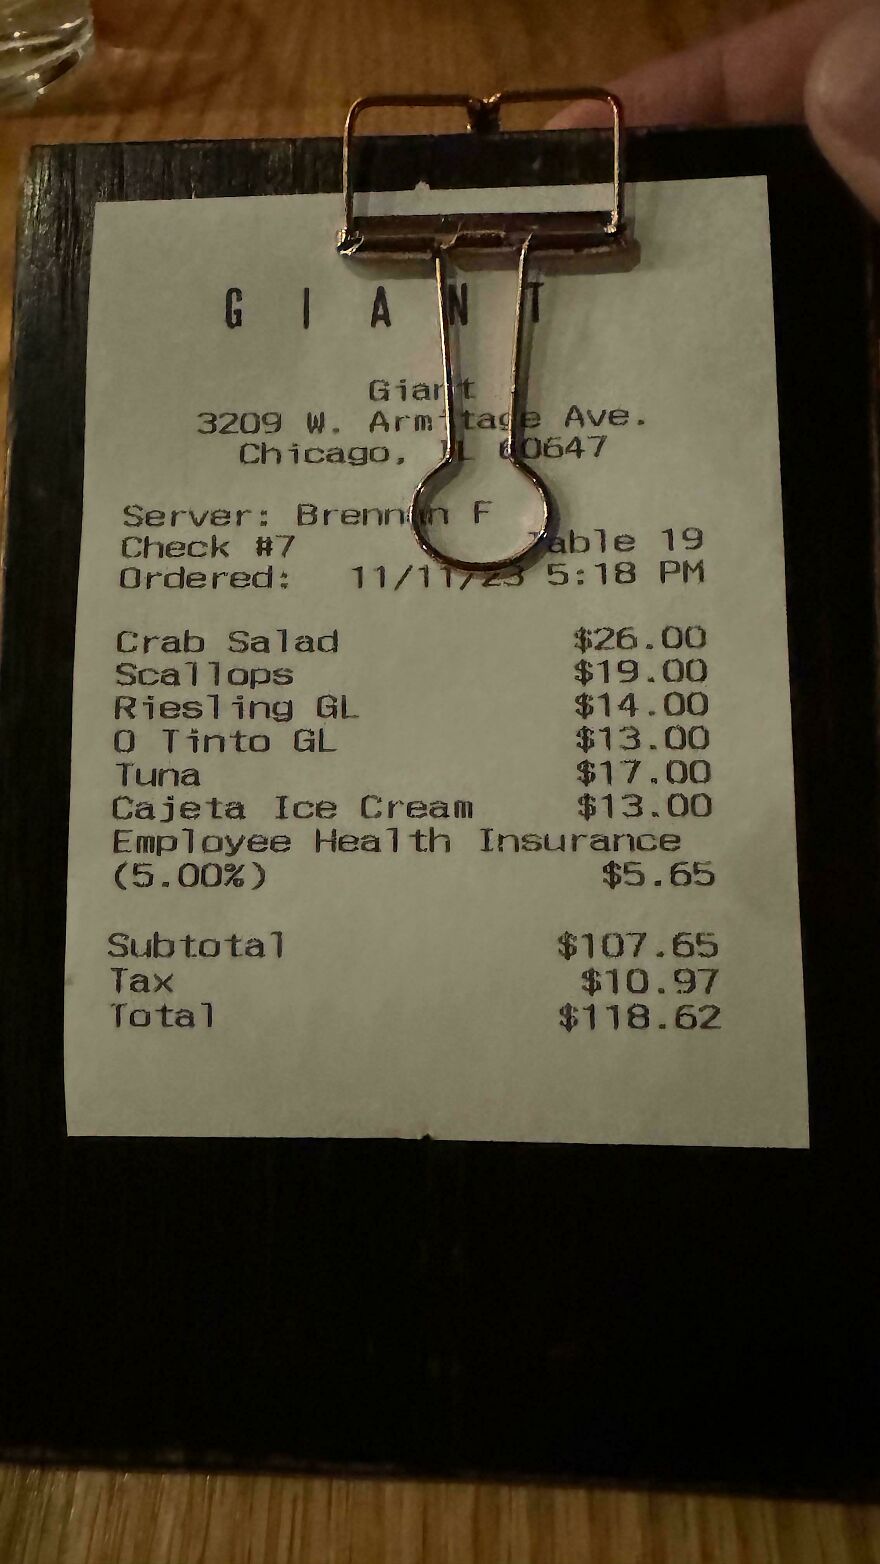 GIANT
Giant
3209 W. Armitage Ave.
Chicago, IL 60647
Server: Brennan F
Check #7 Table 19
Ordered: 11/11/23 5:18 PM
Crab Salad $26.00
Scallops $19.00
Riesling GL $14.00
O Tinto GL $13.00
Tuna $17.00
Cajeta Ice Cream $13.00
Employee Health Insurance
(5.00%) $5.65
Subtotal $107.65
Tax $10.97
Total $118.62